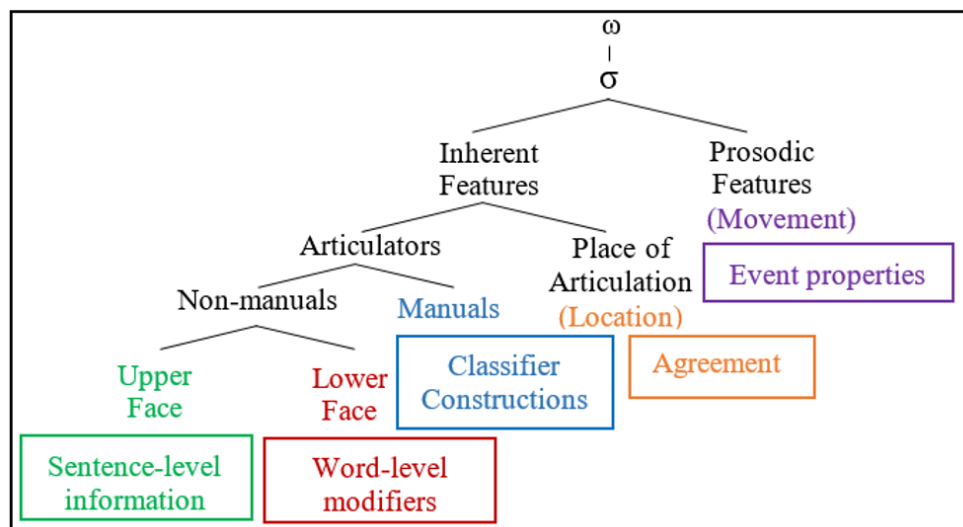 ω
σ
Inherent
Features
Prosodic
Features
(Movement)
Event properties
Articulators
Place of
Articulation
(Location)
Agreement
Non-manuals
Manuals
Classifier
Constructions
Upper
Face
Lower
Face
Sentence-level
information
Word-level
modifiers